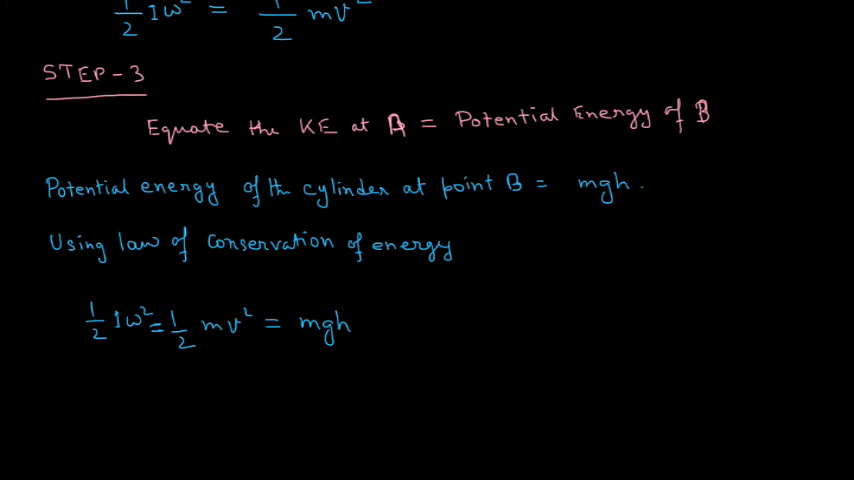 1/2 Iω² = 1/2 mv²
STEP-3
Equate the KE at A = Potential Energy of B
Potential energy of the cylinder at point B = mgh.
Using law of conservation of energy
1/2 Iω² = 1/2 mv² = mgh